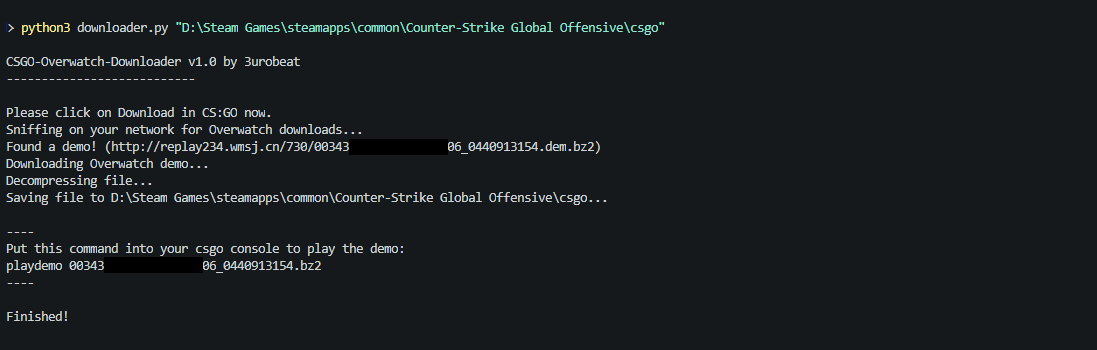 > python3 downloader.py "D:\Steam Games\steamapps\common\Counter-Strike Global Offensive\csgo"
CSGO-Overwatch-Downloader v1.0 by 3urobeat
---------------------------
Please click on Download in CS:GO now.
Sniffing on your network for Overwatch downloads...
Found a demo! (http://replay234.wmsj.cn/730/00343 06_0440913154.dem.bz2)
Downloading Overwatch demo...
Decompressing file...
Saving file to D:\Steam Games\steamapps\common\Counter-Strike Global Offensive\csgo...
----
Put this command into your csgo console to play the demo:
playdemo 00343 06_0440913154.bz2
----
Finished!